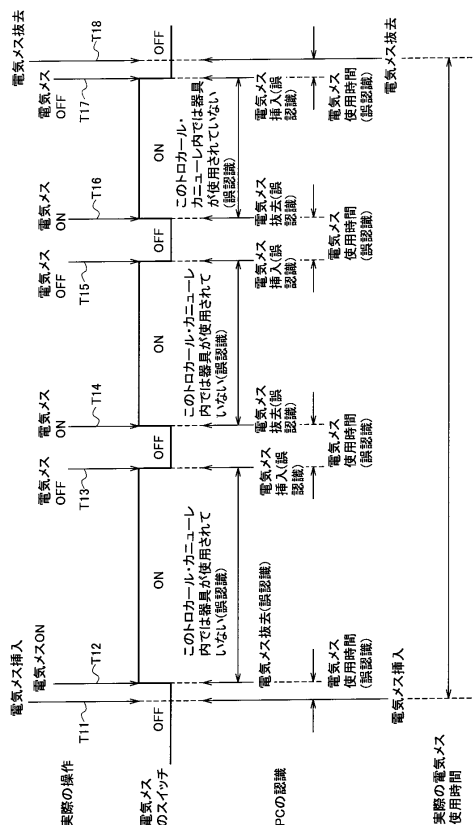 実際の操作
電気メス挿入
T11
電気メスON
T12
電気メス
OFF
T13
電気メス
ON
T14
電気メス
OFF
T15
電気メス
ON
T16
電気メス
OFF
T17
電気メス抜去
T18
電気メス
のスイッチ
OFF
ON
OFF
ON
OFF
ON
OFF
このトロカール・カニューレ
内では器具が使用されて
いない(誤認識)
このトロカール・カニューレ
内では器具が使用されて
いない(誤認識)
このトロカール・
カニューレ内では器具
が使用されていない
(誤認識)
PCの認識
電気メス抜去(誤認識)
電気メス
挿入(誤
認識)
電気メス
抜去(誤
認識)
電気メス
挿入(誤
認識)
電気メス
抜去(誤
認識)
電気メス
挿入(誤
認識)
電気メス
使用時間
(誤認識)
電気メス
使用時間
(誤認識)
電気メス
使用時間
(誤認識)
電気メス
使用時間
(誤認識)
電気メス挿入
電気メス抜去
実際の電気メス
使用時間